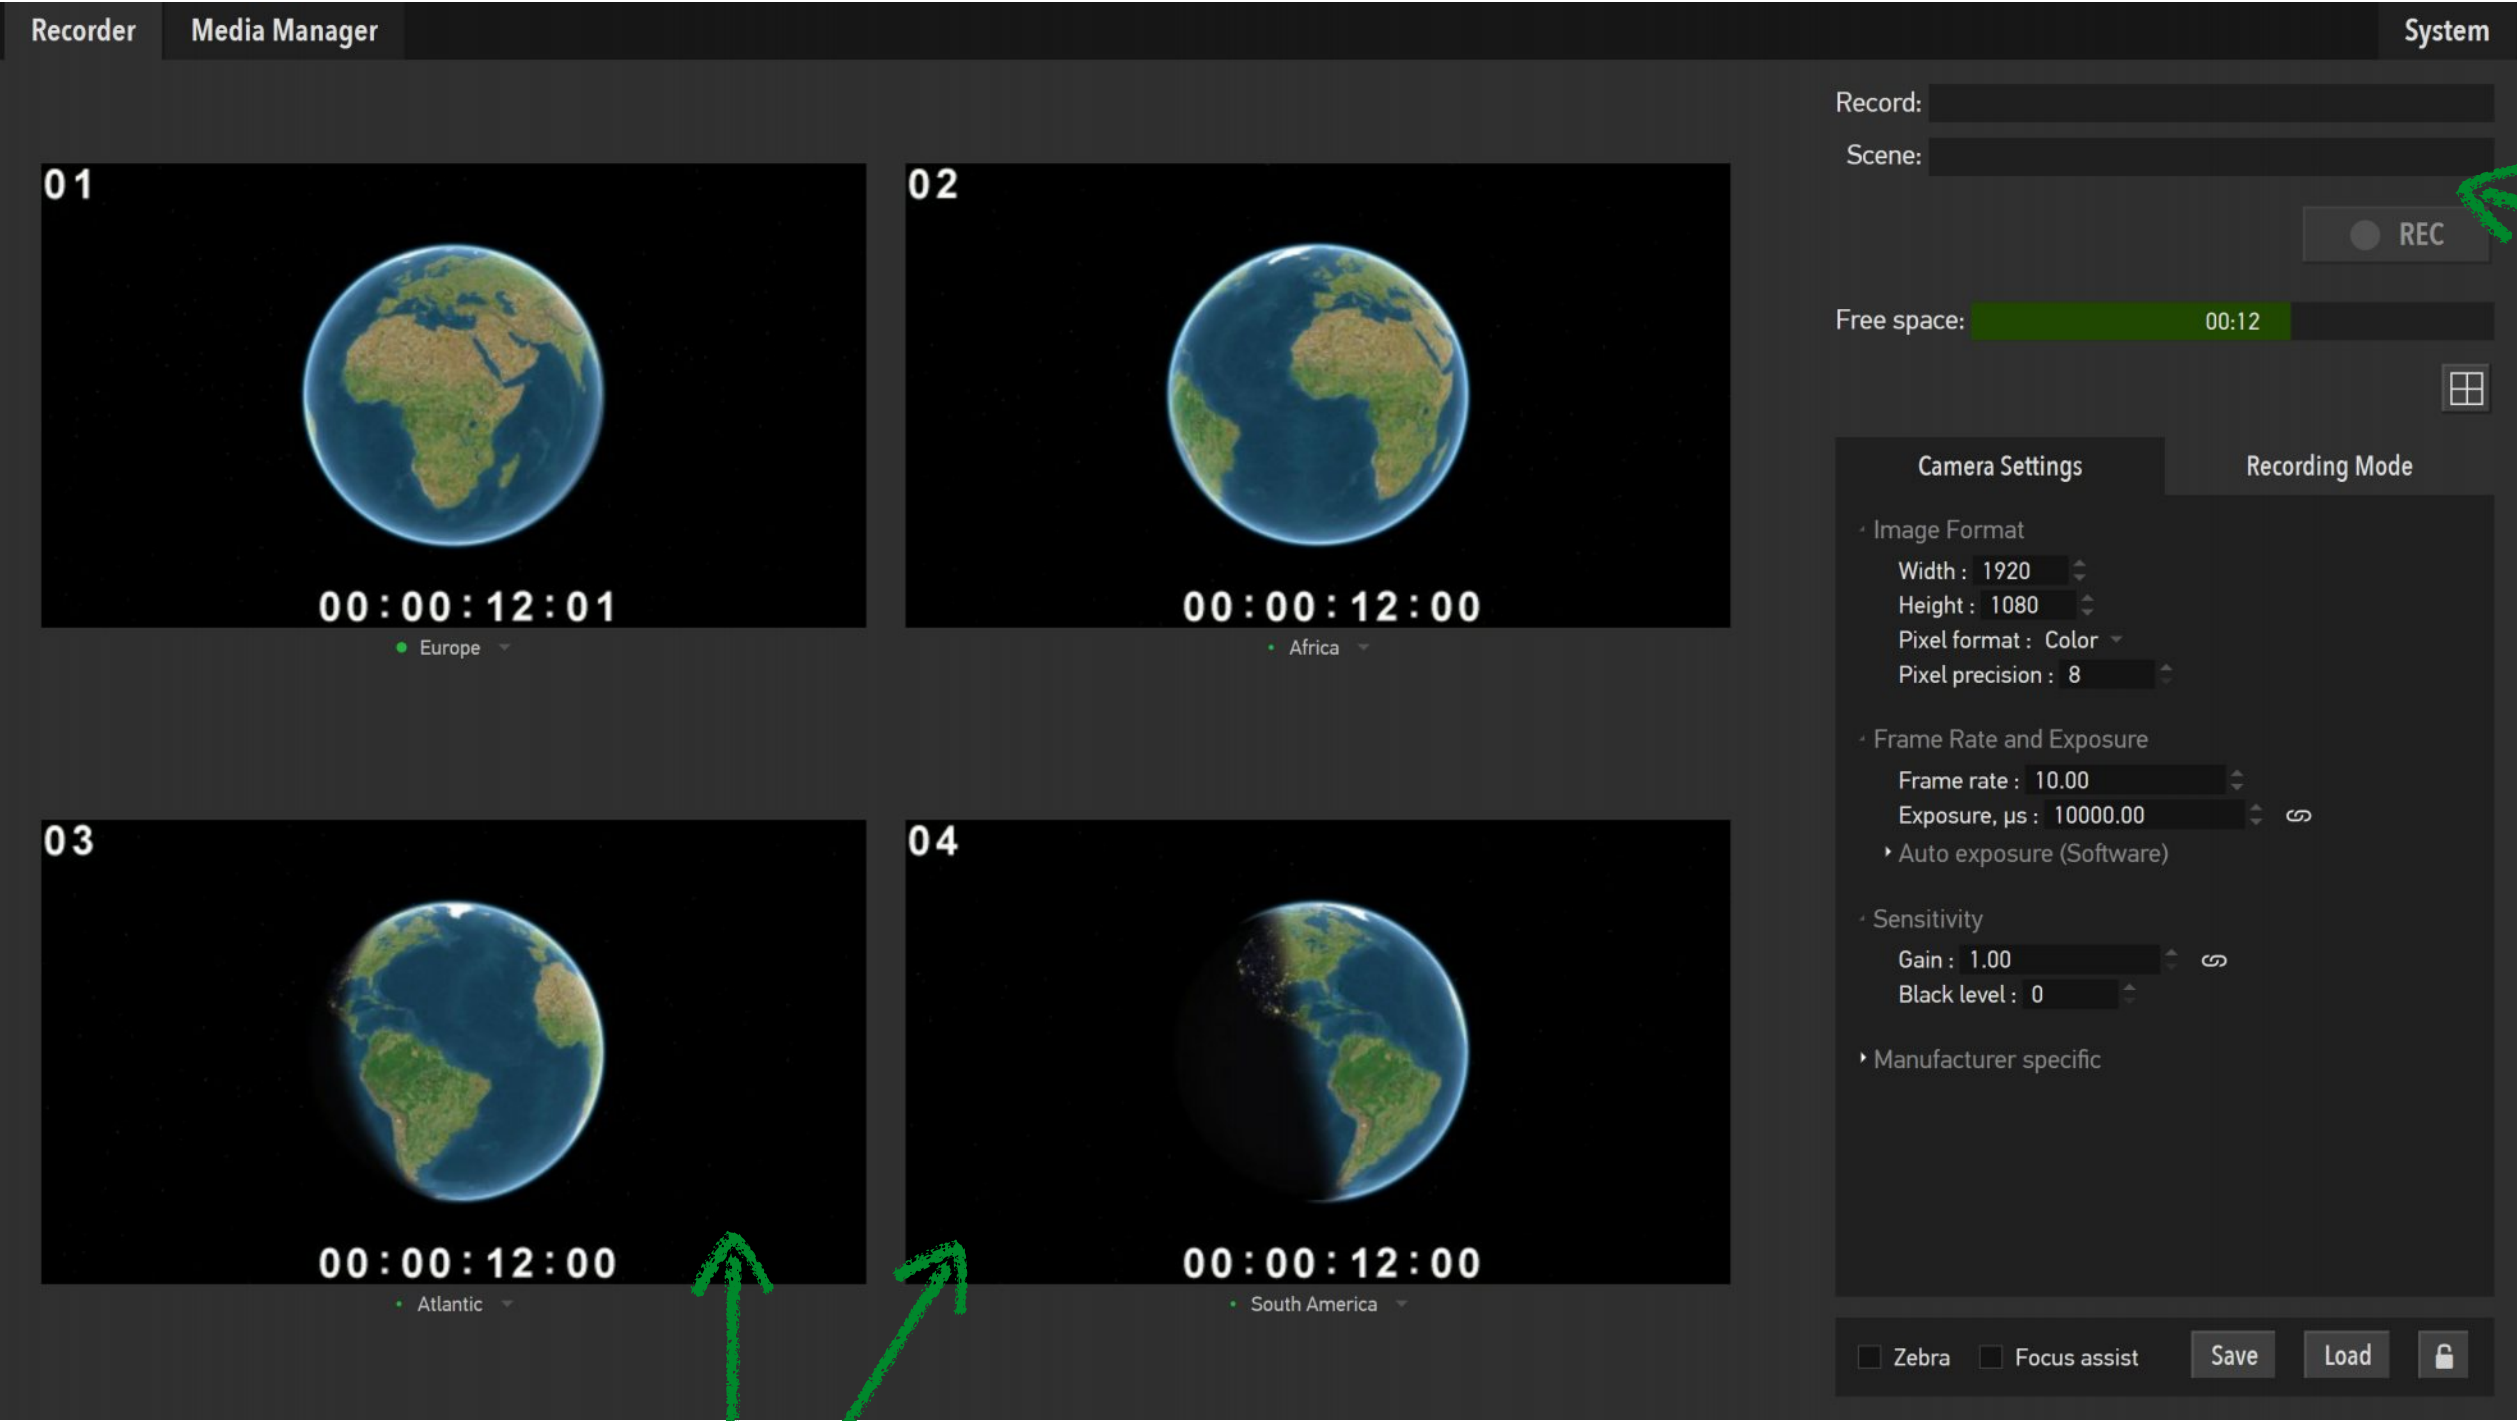 Recorder Media Manager System
Record:
Scene:
REC
Free space: 00:12
01
00:00:12:01
Europe
02
00:00:12:00
Africa
03
00:00:12:00
Atlantic
04
00:00:12:00
South America
Camera Settings Recording Mode
Image Format
Width : 1920
Height : 1080
Pixel format : Color
Pixel precision : 8
Frame Rate and Exposure
Frame rate : 10.00
Exposure, µs : 10000.00
Auto exposure (Software)
Sensitivity
Gain : 1.00
Black level : 0
Manufacturer specific
Zebra Focus assist Save Load